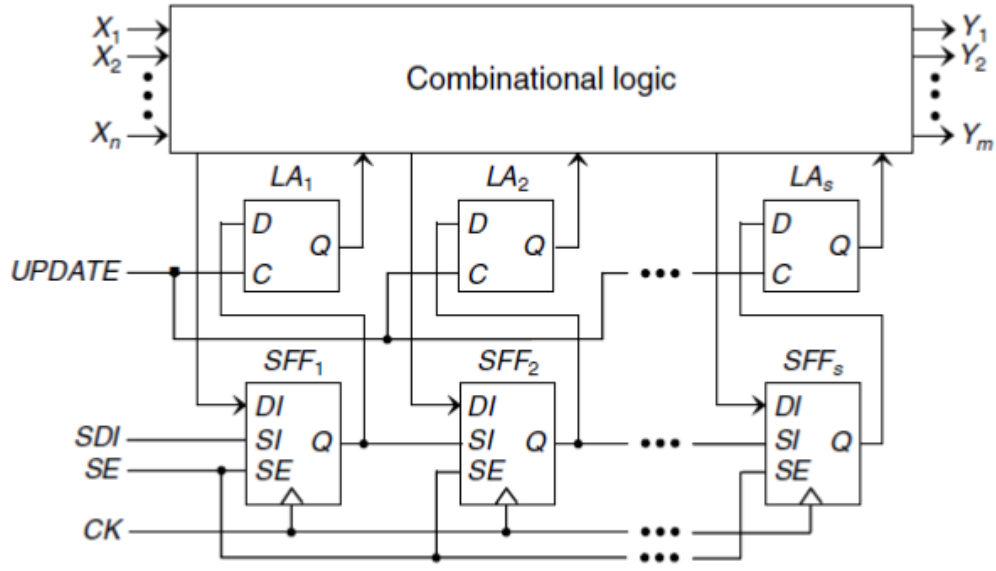 X1 Y1
X2 Y2
Combinational logic
Xn Ym
LA1 LA2 LAs
D D D
Q Q Q
UPDATE C C C
SFF1 SFF2 SFFs
DI DI DI
SDI SI Q SI Q SI Q
SE SE SE SE
CK